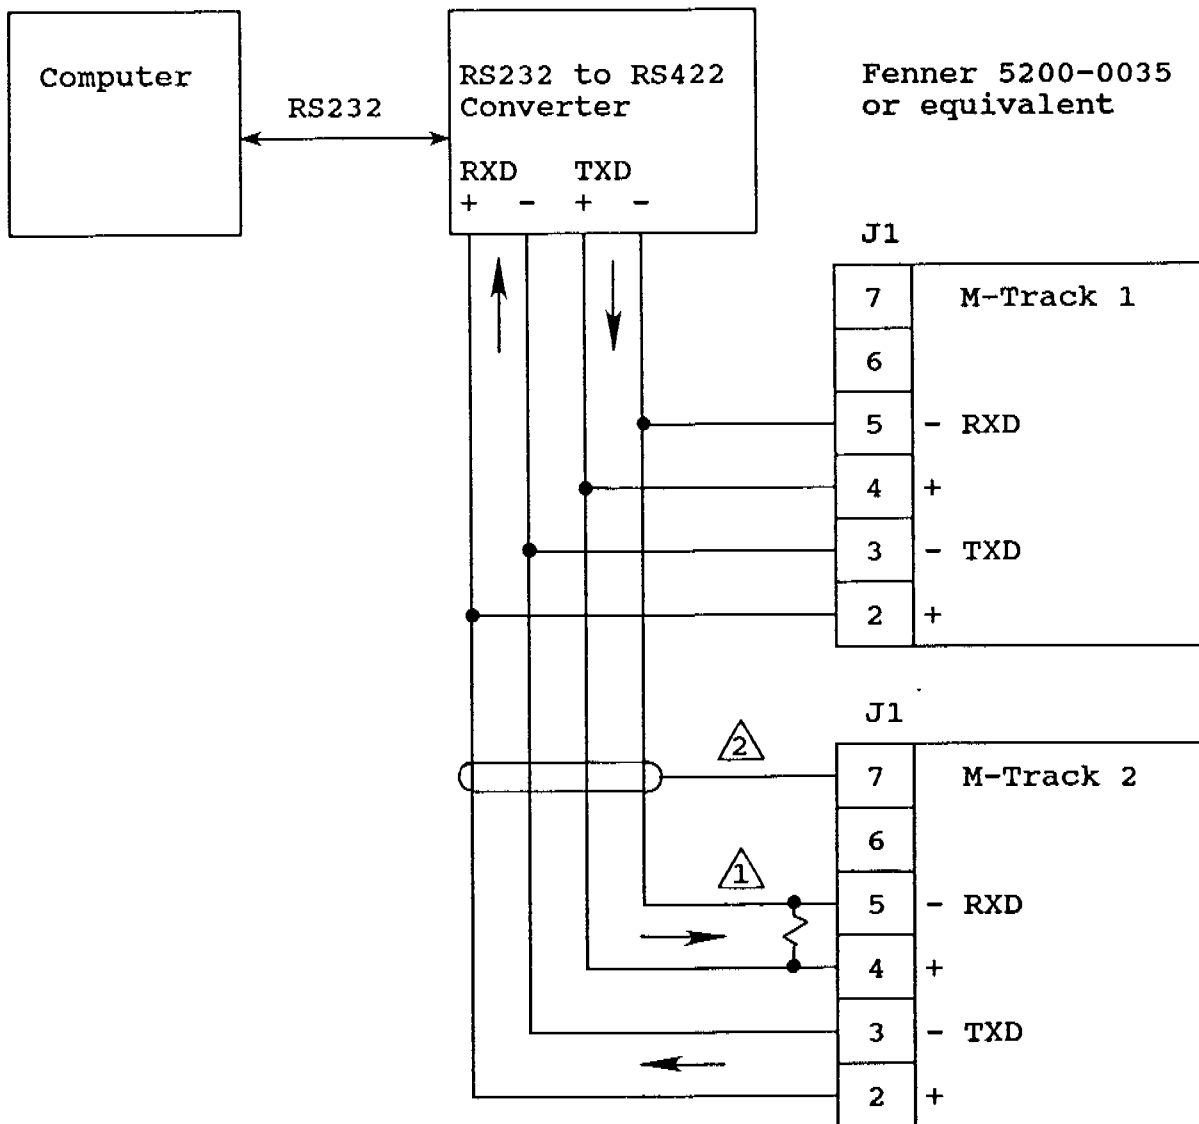 Computer
RS232
RS232 to RS422
Converter
RXD TXD
+ - + -
Fenner 5200-0035
or equivalent
J1
7 M-Track 1
6
5 - RXD
4 +
3 - TXD
2 +
J1
2
7 M-Track 2
6
1
5 - RXD
4 +
3 - TXD
2 +